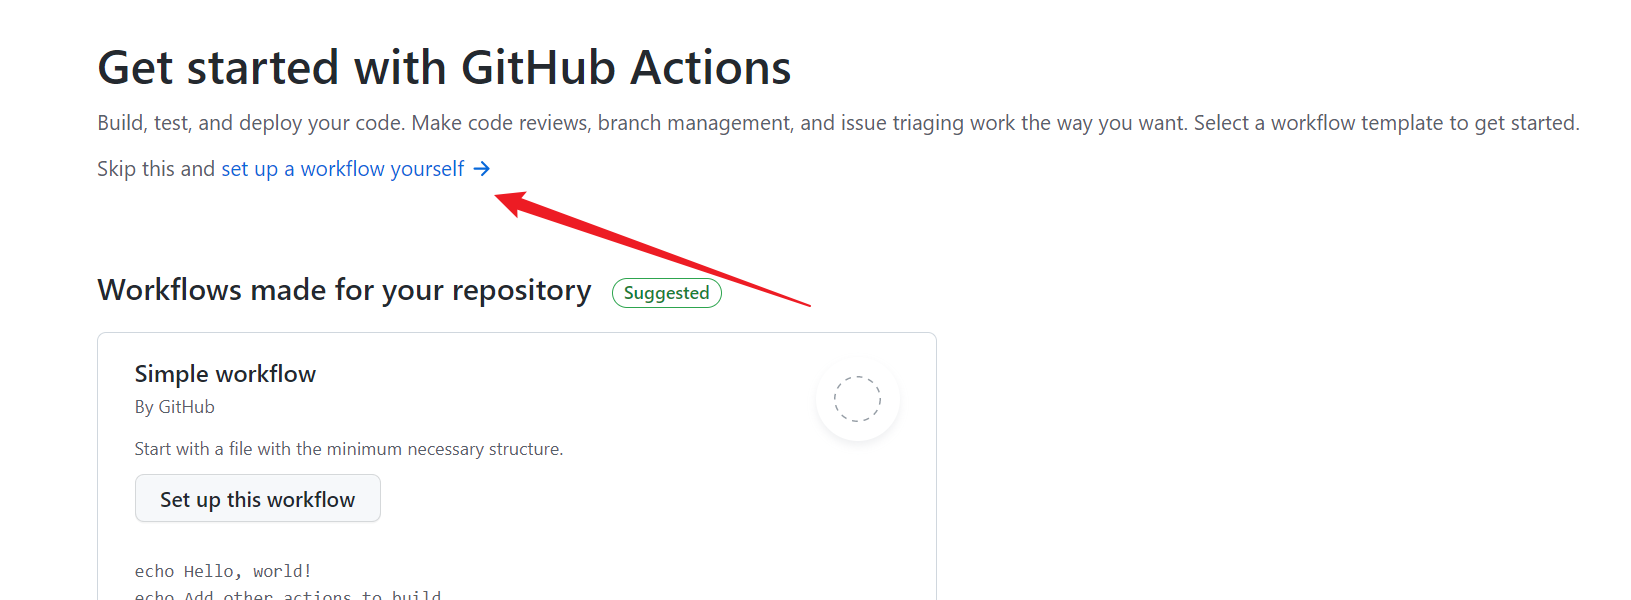 Get started with GitHub Actions
Build, test, and deploy your code. Make code reviews, branch management, and issue triaging work the way you want. Select a workflow template to get started.
Skip this and set up a workflow yourself →
Workflows made for your repository Suggested
Simple workflow
By GitHub
Start with a file with the minimum necessary structure.
Set up this workflow
echo Hello, world!
echo Add other actions to build